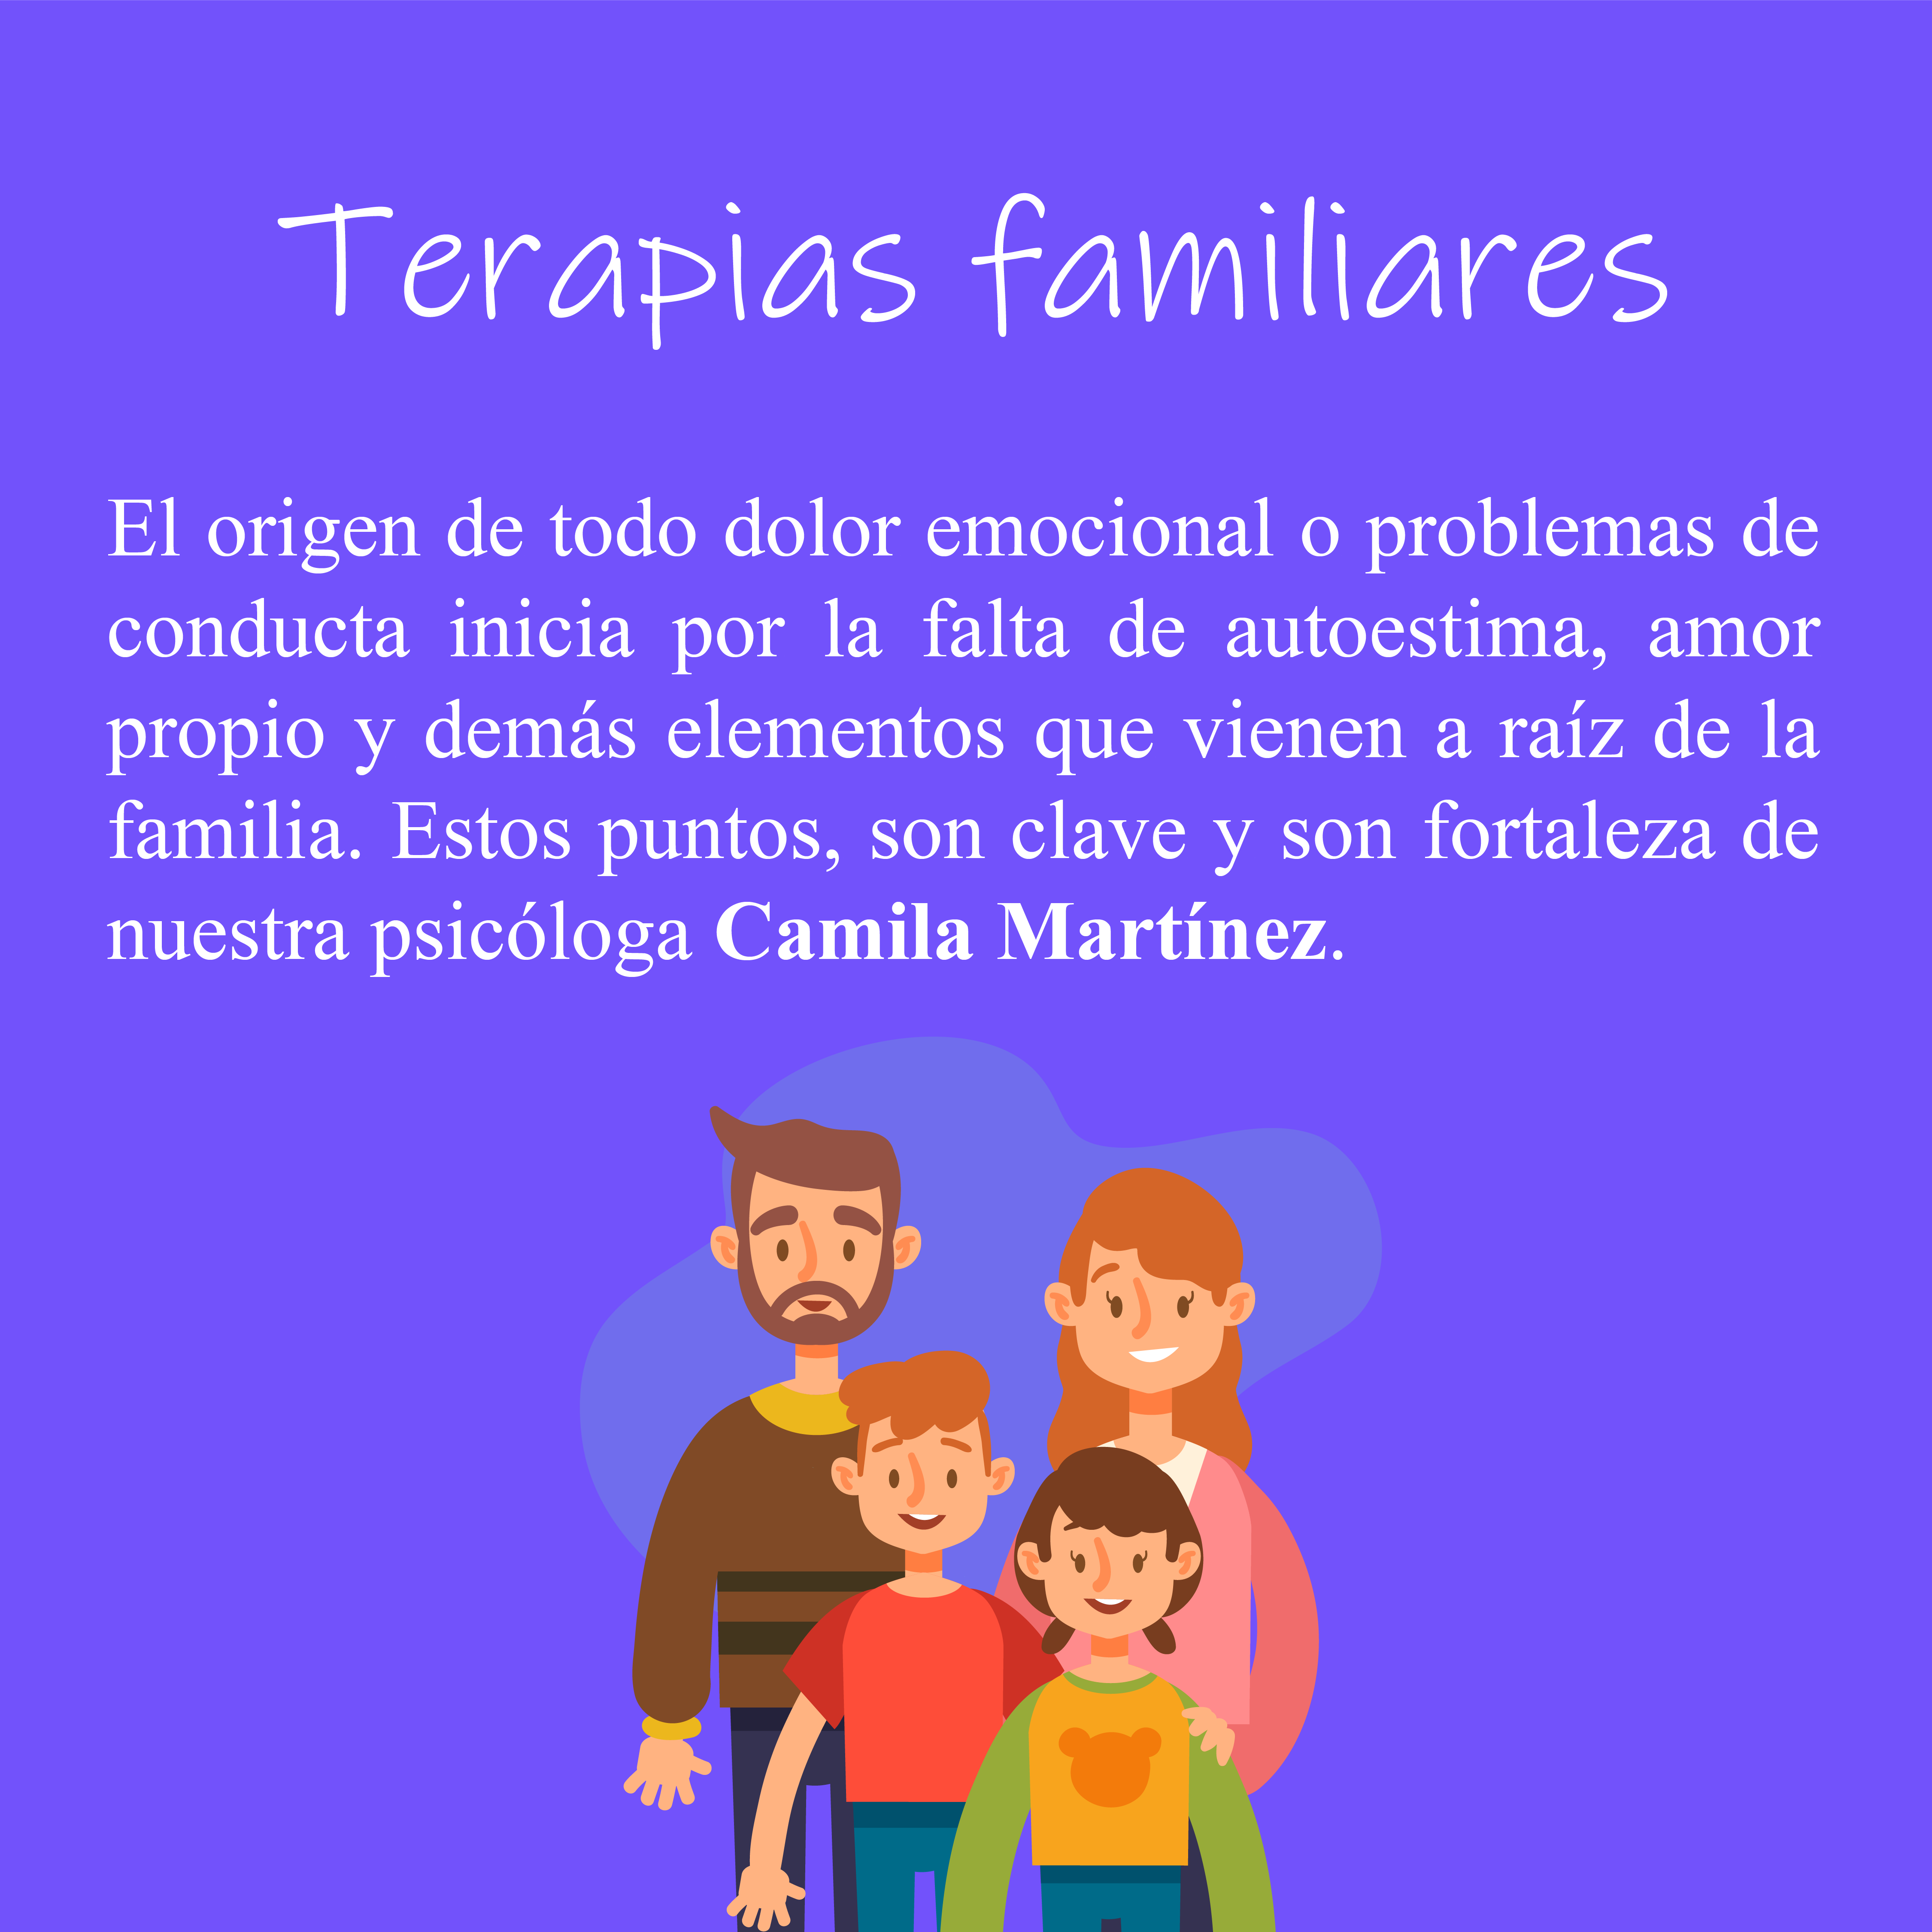 Terapias familiares
El origen de todo dolor emocional o problemas de
conducta inicia por la falta de autoestima, amor
propio y demás elementos que vienen a raíz de la
familia. Estos puntos, son clave y son fortaleza de
nuestra psicóloga Camila Martínez.